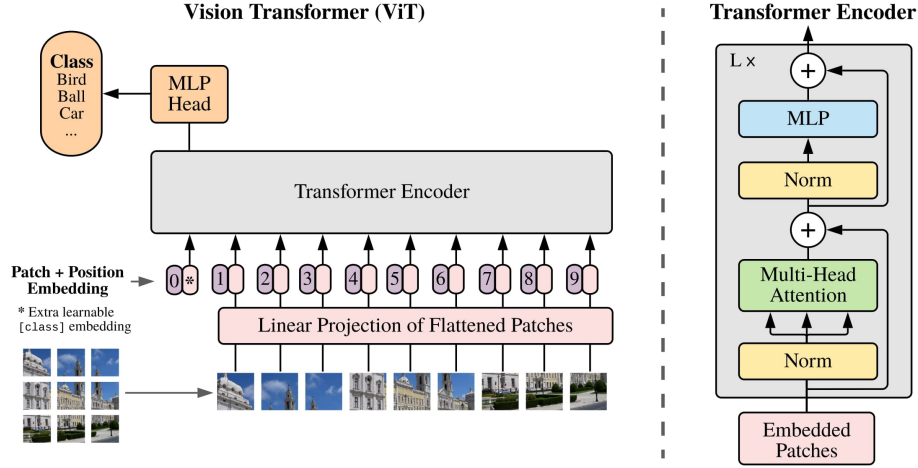 Vision Transformer (ViT)
Class
Bird
Ball
Car
...
MLP
Head
Transformer Encoder
0 * 1 2 3 4 5 6 7 8 9
Patch + Position
Embedding
* Extra learnable
[class] embedding
Linear Projection of Flattened Patches
Transformer Encoder
L ×
+
MLP
Norm
+
Multi-Head
Attention
Norm
Embedded
Patches